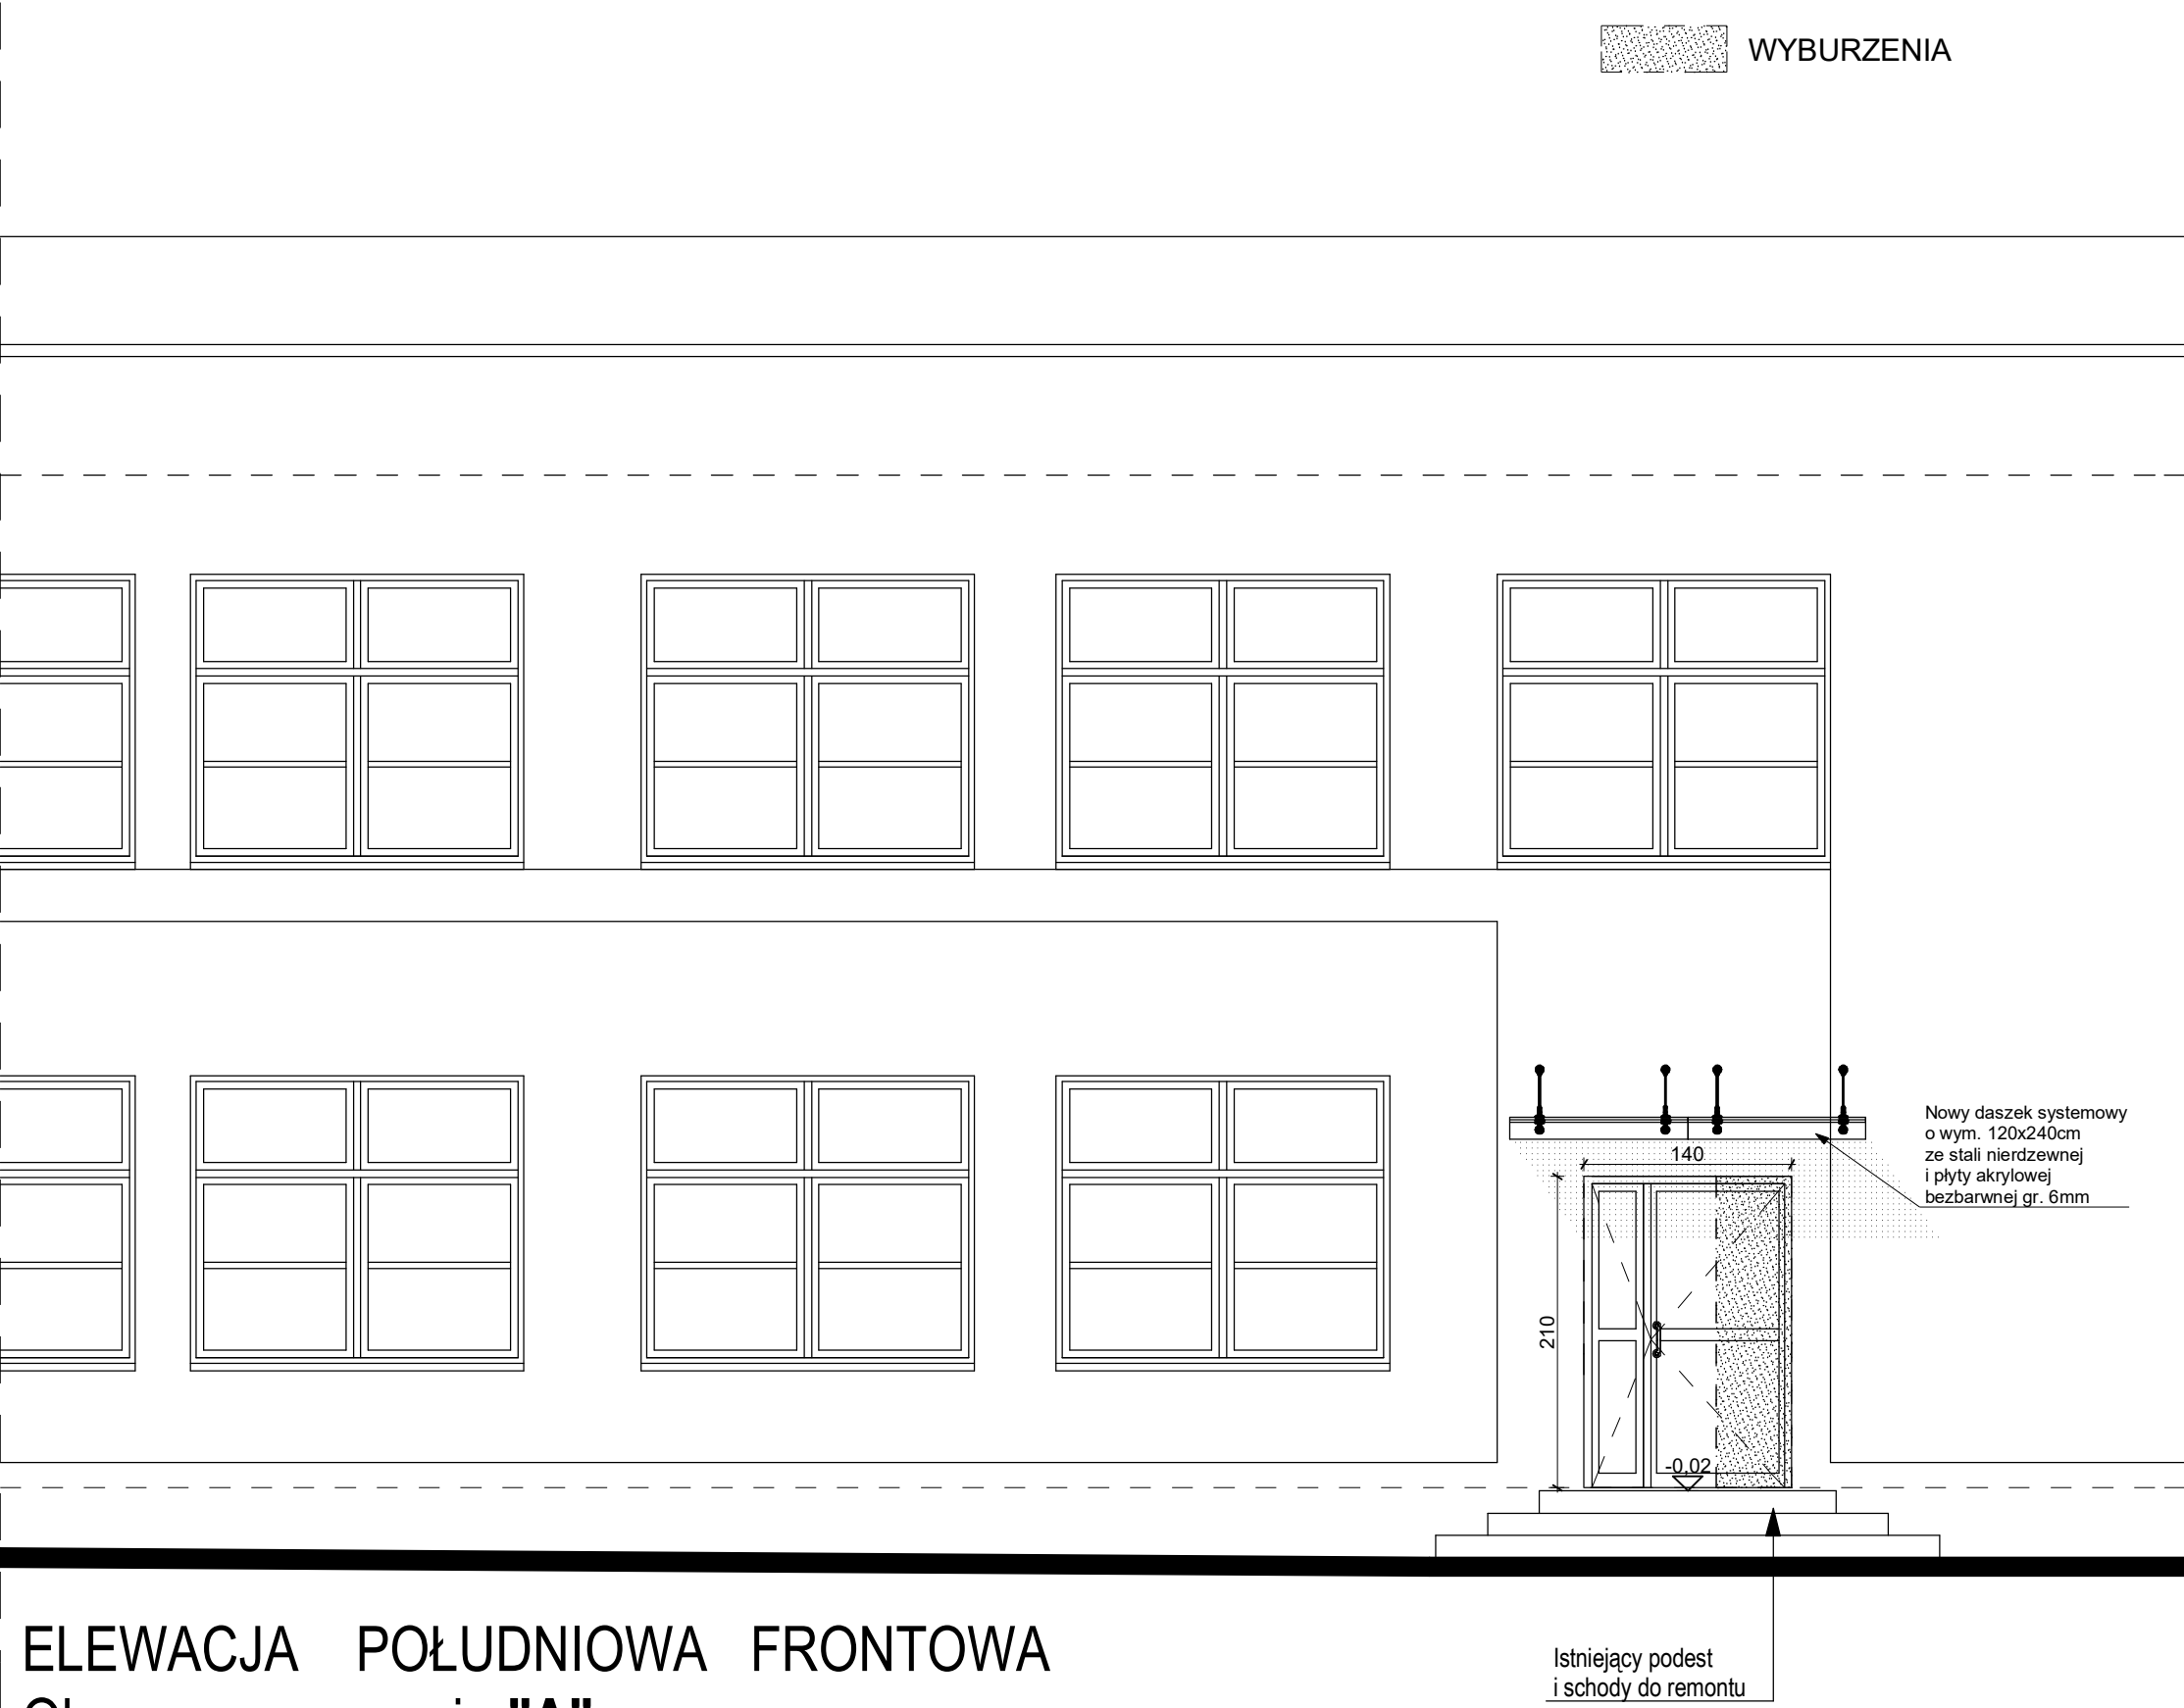 WYBURZENIA
Nowy daszek systemowy
o wym. 120x240cm
ze stali nierdzewnej
i płyty akrylowej
bezbarwnej gr. 6mm
140
210
-0,02
ELEWACJA POŁUDNIOWA FRONTOWA
"A"
Istniejący podest
i schody do remontu